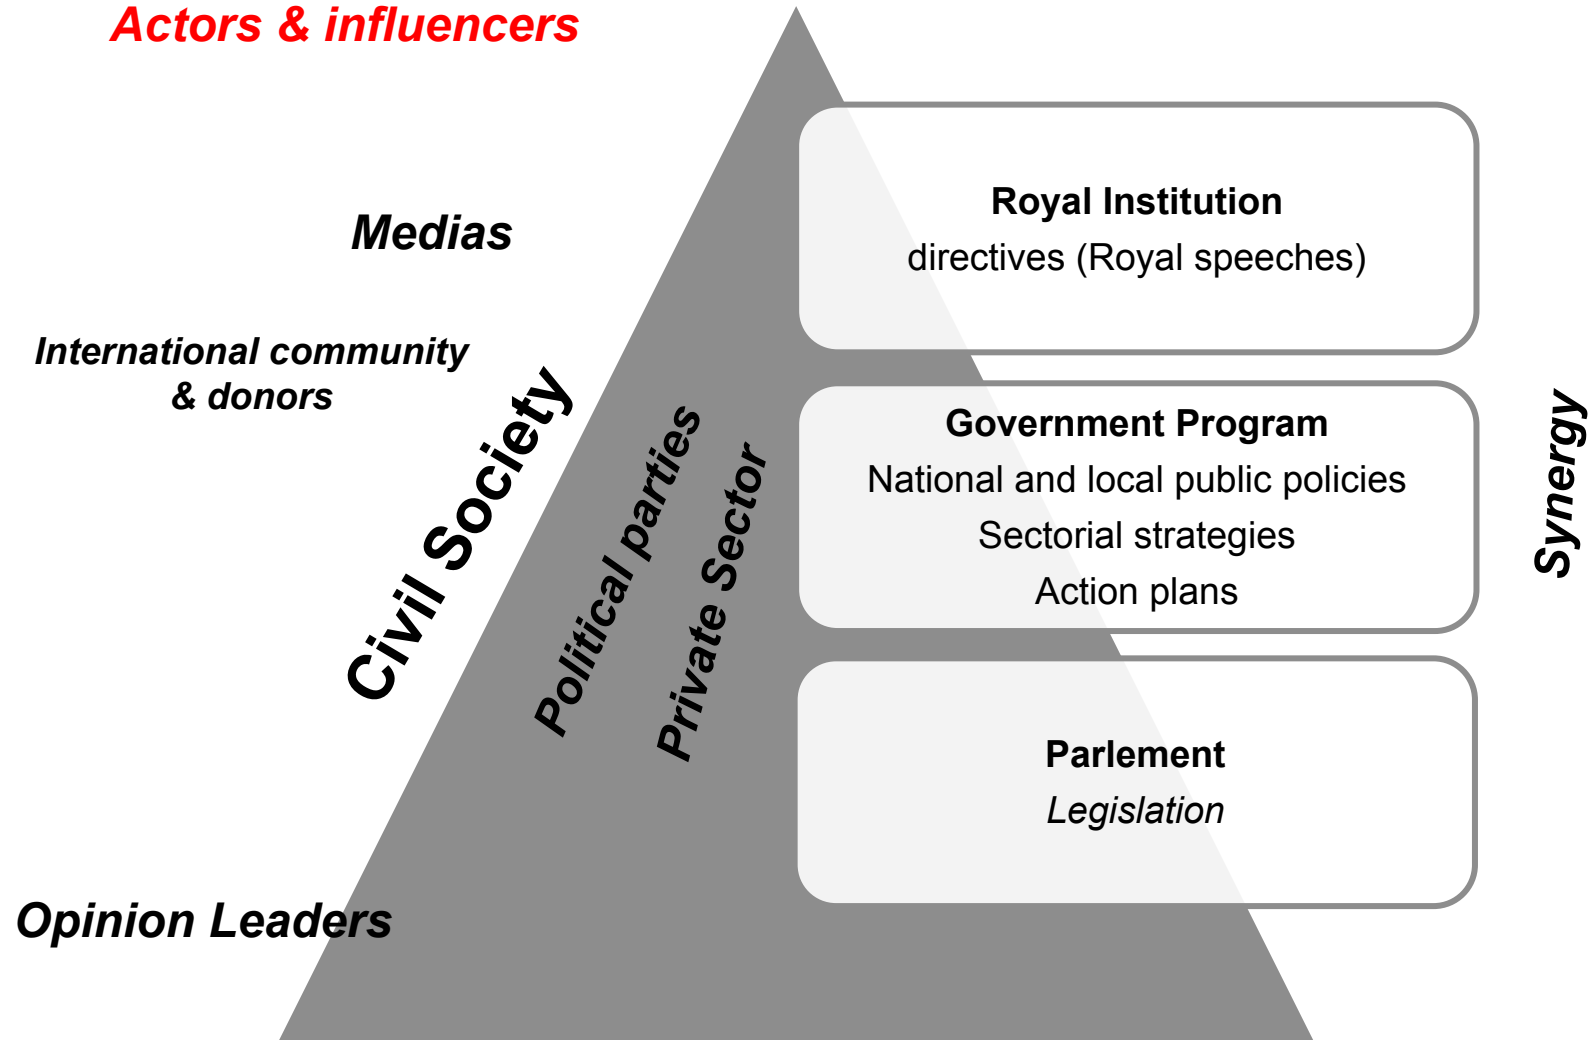 Actors & influencers
Medias
International community
& donors
Civil Society
Political parties
Private Sector
Opinion Leaders
Royal Institution
directives (Royal speeches)
Government Program
National and local public policies
Sectorial strategies
Action plans
Parlement
Legislation
Synergy